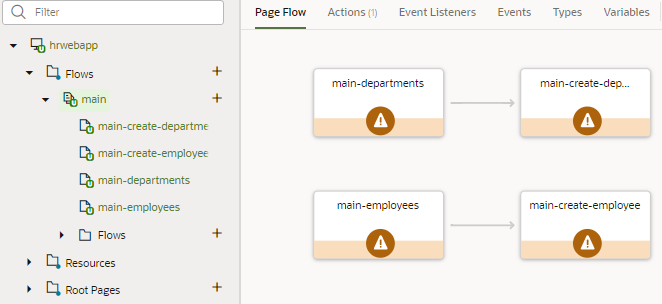 Filter
hrwebapp
Flows
main
main-create-departme
main-create-employee
main-departments
main-employees
Flows
Resources
Root Pages
Page Flow Actions (1) Event Listeners Events Types Variables
main-departments main-create-dep...
main-employees main-create-employee